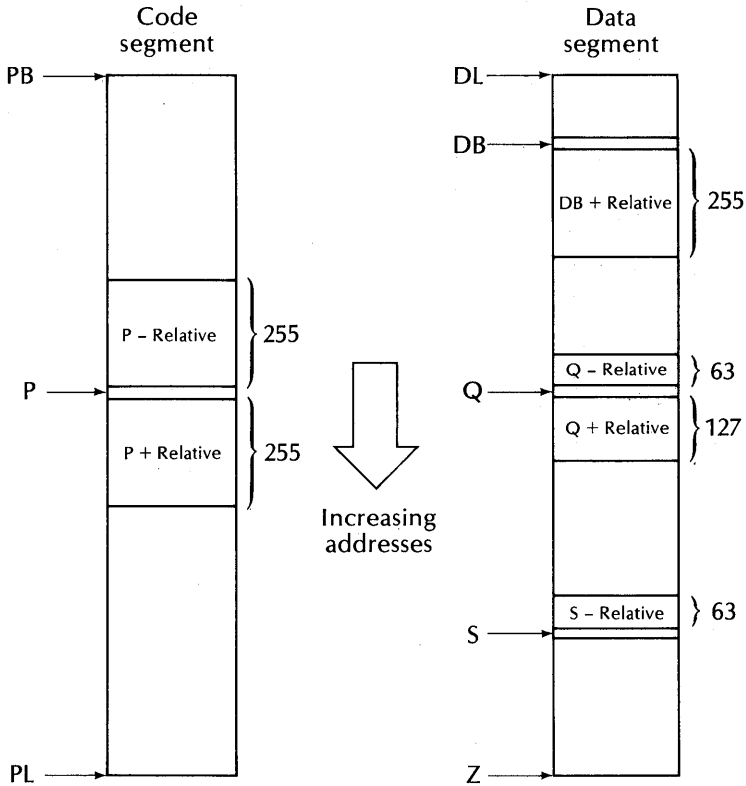 Code
segment
PB
P – Relative
255
P
P + Relative
255
PL
Increasing
addresses
Data
segment
DL
DB
DB + Relative
255
Q – Relative
63
Q
Q + Relative
127
S – Relative
63
S
Z